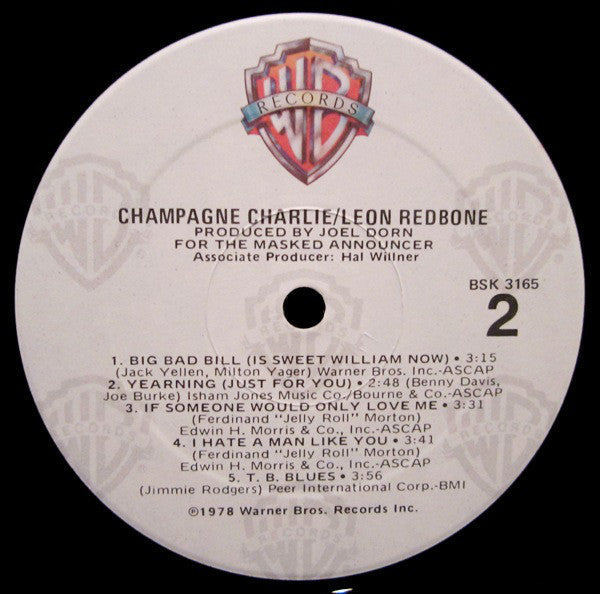 WB
RECORDS
CHAMPAGNE CHARLIE/LEON REDBONE
PRODUCED BY JOEL DORN
FOR THE MASKED ANNOUNCER
Associate Producer: Hal Willner
BSK 3165
2
1. BIG BAD BILL (IS SWEET WILLIAM NOW) • 3:15
(Jack Yellen, Milton Yager) Warner Bros. Inc.-ASCAP
2. YEARNING (JUST FOR YOU) • 2:48 (Benny Davis,
Joe Burke) Isham Jones Music Co./Bourne & Co.-ASCAP
3. IF SOMEONE WOULD ONLY LOVE ME • 3:31
(Ferdinand "Jelly Roll" Morton)
Edwin H. Morris & Co., Inc.-ASCAP
4. I HATE A MAN LIKE YOU • 3:41
(Ferdinand "Jelly Roll" Morton)
Edwin H. Morris & Co., Inc.-ASCAP
5. T. B. BLUES • 3:56
(Jimmie Rodgers) Peer International Corp.-BMI
℗1978 Warner Bros. Records Inc.